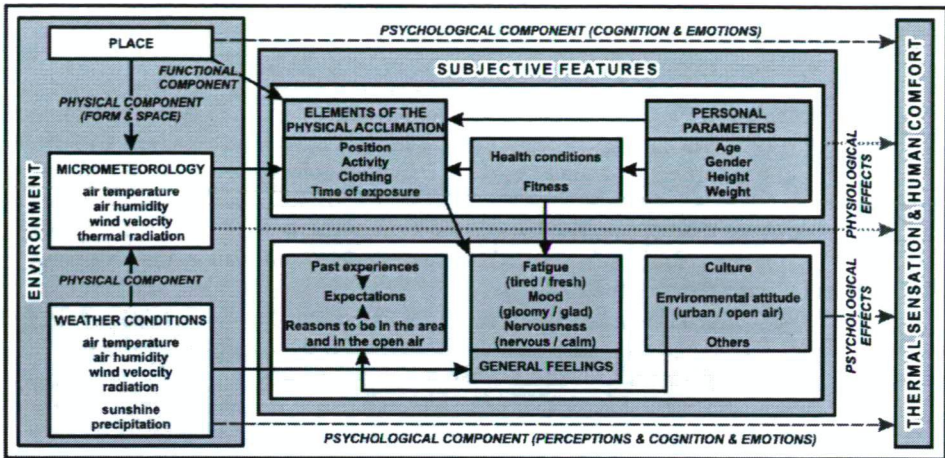 PSYCHOLOGICAL COMPONENT (COGNITION & EMOTIONS)
PLACE
FUNCTIONAL
COMPONENT
PHYSICAL COMPONENT
(FORM & SPACE)
ENVIRONMENT
MICROMETEOROLOGY
air temperature
air humidity
wind velocity
thermal radiation
PHYSICAL COMPONENT
WEATHER CONDITIONS
air temperature
air humidity
wind velocity
radiation
sunshine
precipitation
SUBJECTIVE FEATURES
ELEMENTS OF THE
PHYSICAL ACCLIMATION
Position
Activity
Clothing
Time of exposure
Health conditions
Fitness
PERSONAL
PARAMETERS
Age
Gender
Height
Weight
Past experiences
Expectations
Reasons to be in the area
and in the open air
Fatigue
(tired / fresh)
Mood
(gloomy / glad)
Nervousness
(nervous / calm)
GENERAL FEELINGS
Culture
Environmental attitude
(urban / open air)
Others
PHYSIOLOGICAL
EFFECTS
PSYCHOLOGICAL
EFFECTS
PSYCHOLOGICAL COMPONENT (PERCEPTIONS & COGNITION & EMOTIONS)
THERMAL SENSATION & HUMAN COMFORT